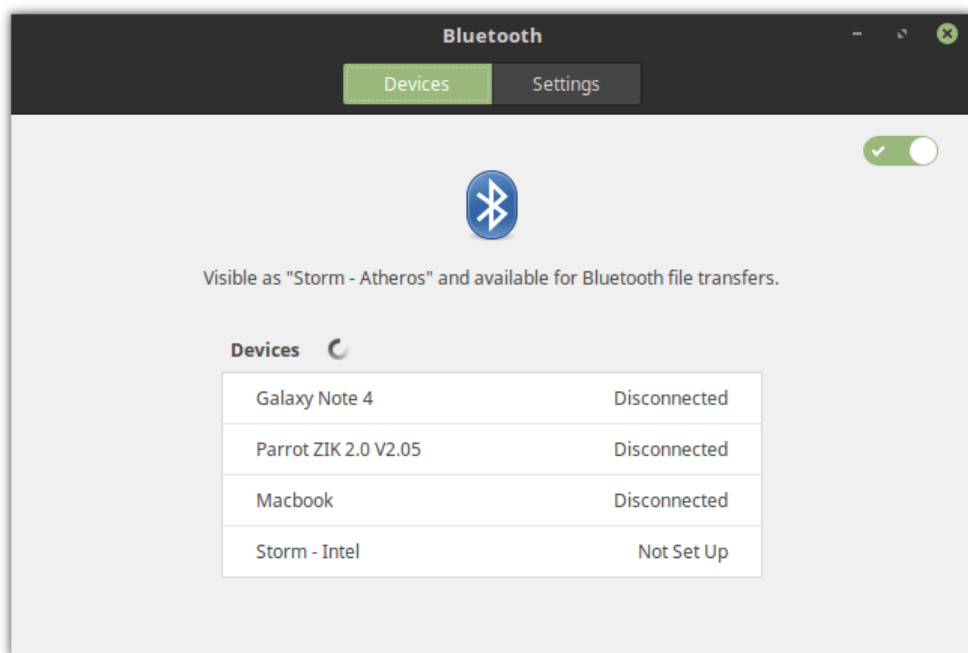 Bluetooth
Devices Settings
Visible as "Storm - Atheros" and available for Bluetooth file transfers.
Devices
Galaxy Note 4 Disconnected
Parrot ZIK 2.0 V2.05 Disconnected
Macbook Disconnected
Storm - Intel Not Set Up